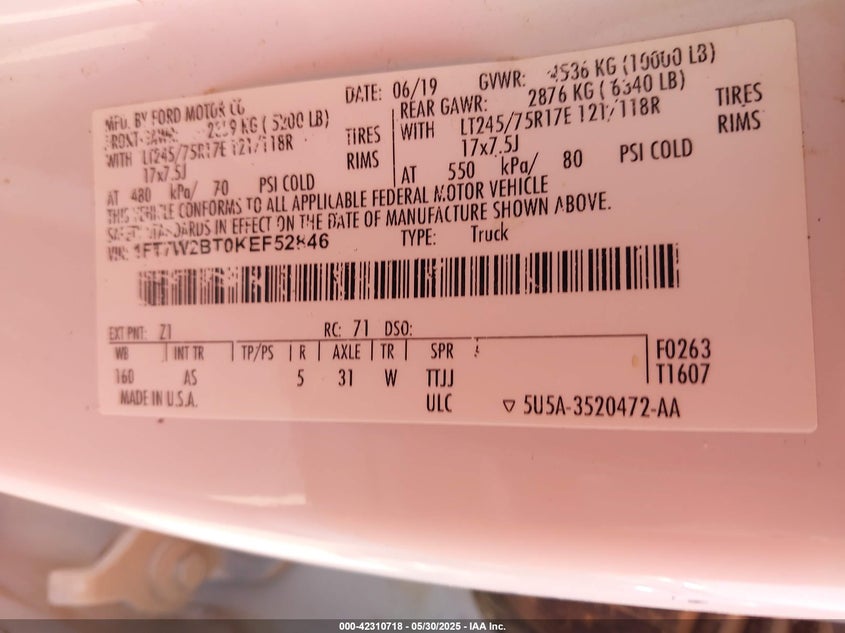 MFD. BY FORD MOTOR CO
DATE: 06/19 GVWR: 4536 KG (10000 LB)
FRONT GAWR: KG ( 5200 LB) REAR GAWR: 2876 KG ( 6340 LB)
WITH LT245/75R17E 121/118R TIRES WITH LT245/75R17E 121/118R TIRES
17x7.5J RIMS 17x7.5J RIMS
AT 480 kPa/ 70 PSI COLD AT 550 kPa/ 80 PSI COLD
THIS VEHICLE CONFORMS TO ALL APPLICABLE FEDERAL MOTOR VEHICLE
SAFETY STANDARDS IN EFFECT ON THE DATE OF MANUFACTURE SHOWN ABOVE.
VIN: 1FT7W2BT0KEF52846 TYPE: Truck
EXT PNT: Z1 RC: 71 DSO:
WB INT TR TP/PS R AXLE TR SPR F0263
160 AS 5 31 W TTJJ T1607
MADE IN U.S.A. ULC ▽ 5U5A-3520472-AA
000-42310718 - 05/30/2025 - IAA Inc.